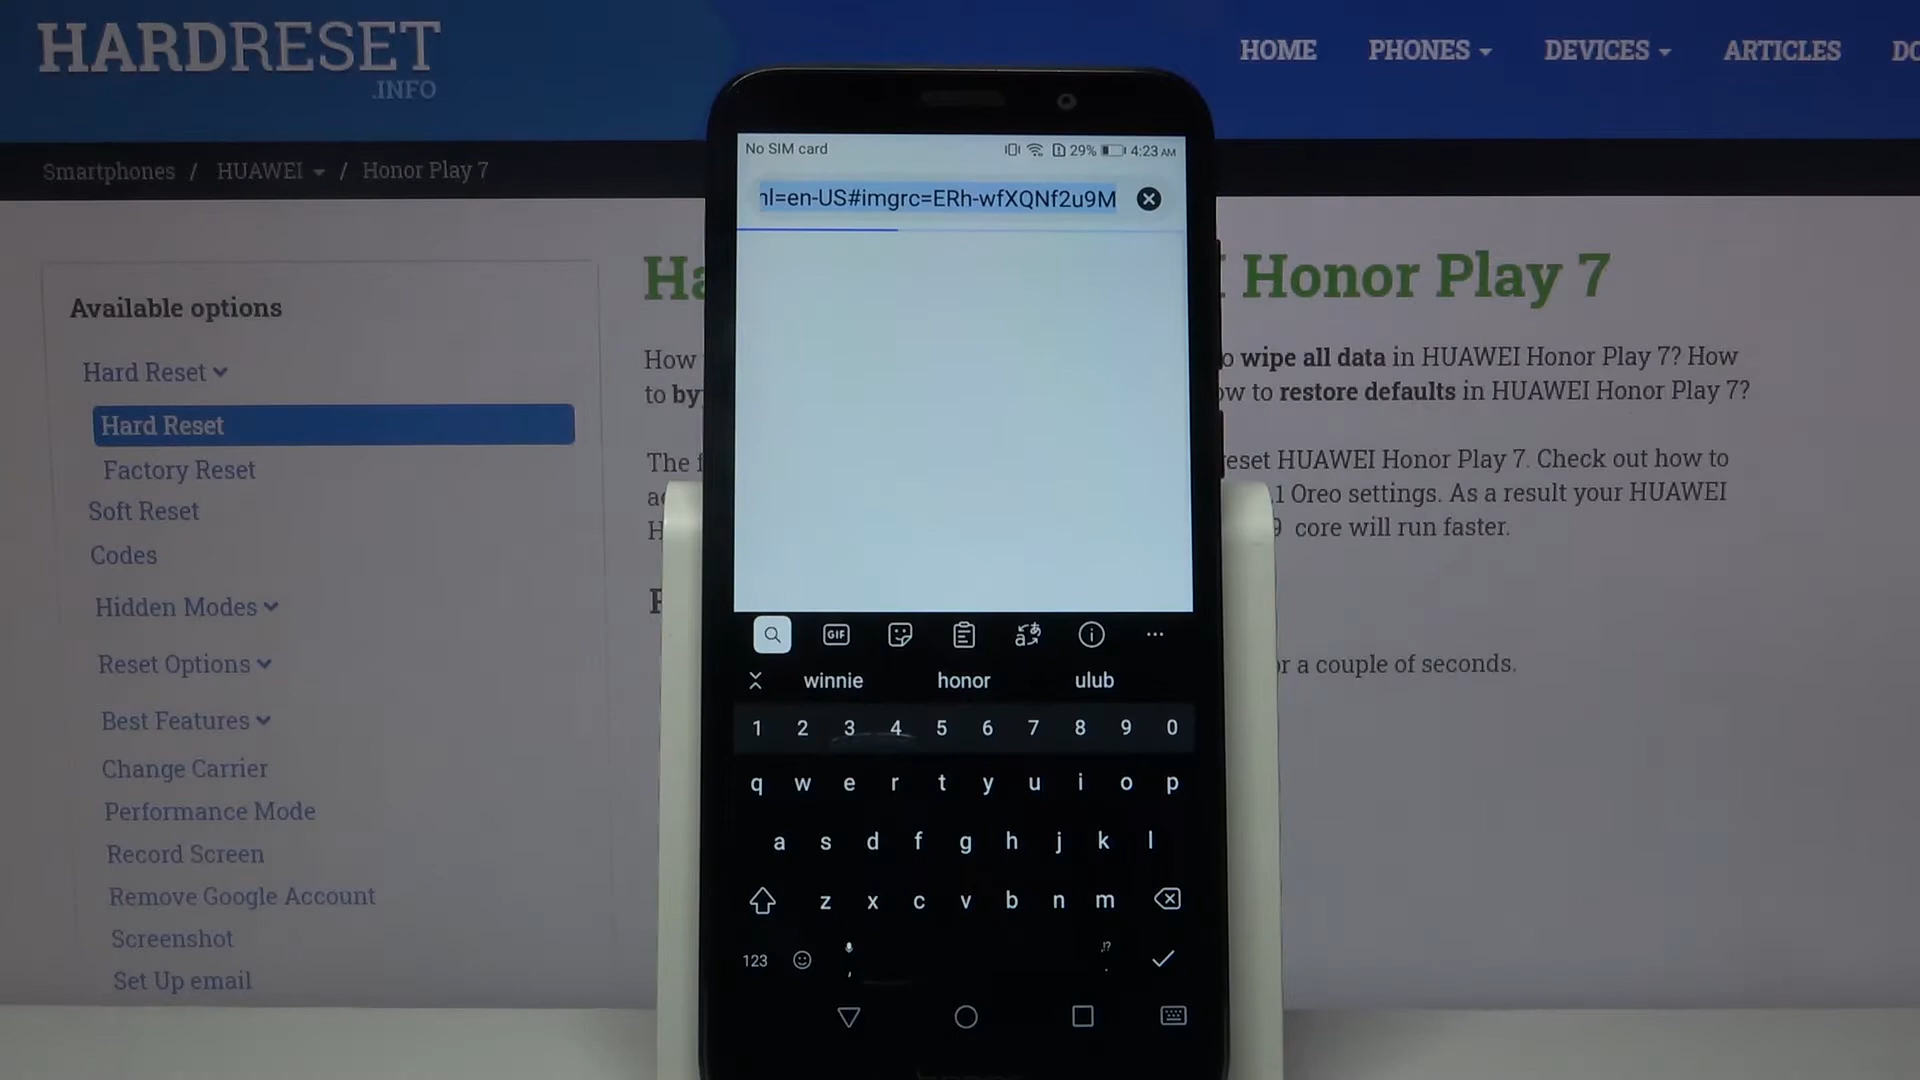 HARDRESET
.INFO
HOME PHONES DEVICES ARTICLES
Smartphones / HUAWEI / Honor Play 7
Available options
Hard Reset
Hard Reset
Factory Reset
Soft Reset
Codes
Hidden Modes
Reset Options
Best Features
Change Carrier
Performance Mode
Record Screen
Remove Google Account
Screenshot
Set Up email
Honor Play 7
How
wipe all data in HUAWEI Honor Play 7? How
to
to restore defaults in HUAWEI Honor Play 7?
The
HUAWEI Honor Play 7. Check out how to
Oreo settings. As a result your HUAWEI
core will run faster.
a couple of seconds.
No SIM card 29% 4:23 AM
=en-US#imgrc=ERh-wfXQNf2u9M
GIF
winnie honor ulub
1 2 3 4 5 6 7 8 9 0
q w e r t y u i o p
a s d f g h j k l
z x c v b n m
123 , !? .